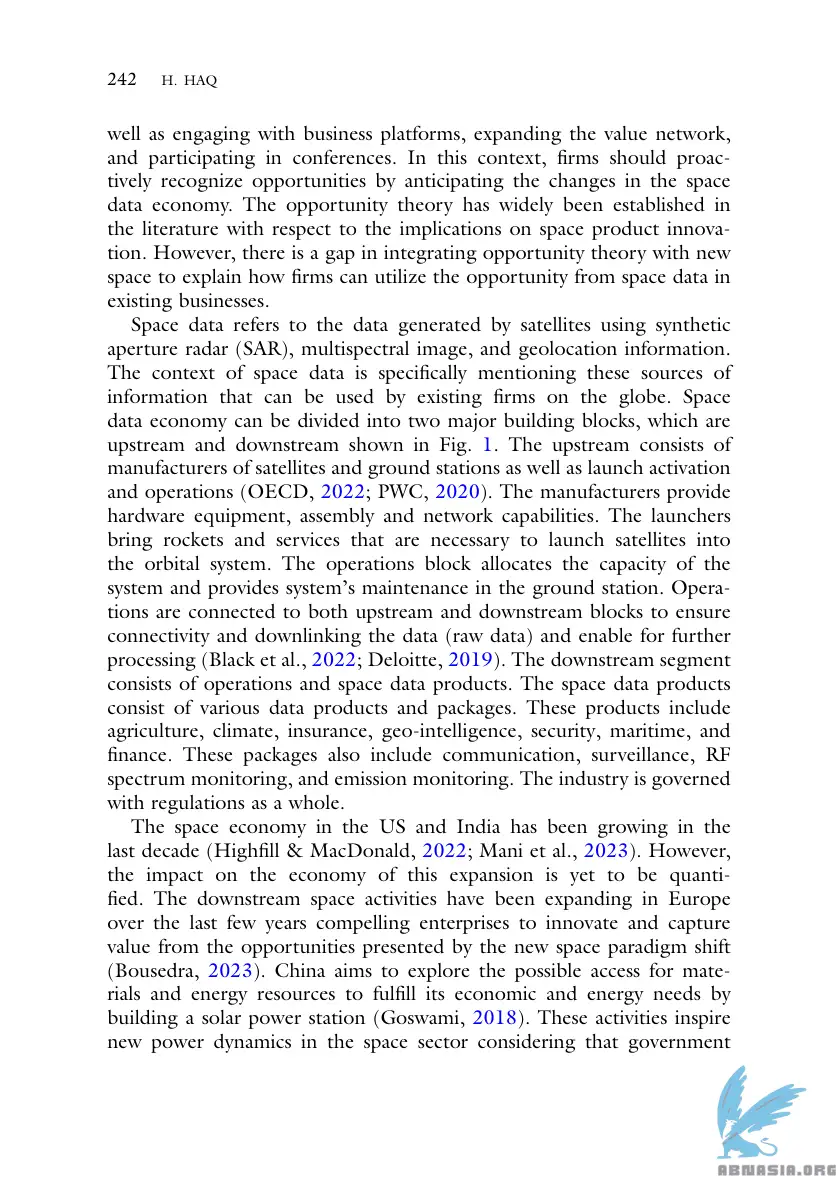 242 H. HAQ
well as engaging with business platforms, expanding the value network,
and participating in conferences. In this context, firms should proac-
tively recognize opportunities by anticipating the changes in the space
data economy. The opportunity theory has widely been established in
the literature with respect to the implications on space product innova-
tion. However, there is a gap in integrating opportunity theory with new
space to explain how firms can utilize the opportunity from space data in
existing businesses.
Space data refers to the data generated by satellites using synthetic
aperture radar (SAR), multispectral image, and geolocation information.
The context of space data is specifically mentioning these sources of
information that can be used by existing firms on the globe. Space
data economy can be divided into two major building blocks, which are
upstream and downstream shown in Fig. 1. The upstream consists of
manufacturers of satellites and ground stations as well as launch activation
and operations (OECD, 2022; PWC, 2020). The manufacturers provide
hardware equipment, assembly and network capabilities. The launchers
bring rockets and services that are necessary to launch satellites into
the orbital system. The operations block allocates the capacity of the
system and provides system's maintenance in the ground station. Opera-
tions are connected to both upstream and downstream blocks to ensure
connectivity and downlinking the data (raw data) and enable for further
processing (Black et al., 2022; Deloitte, 2019). The downstream segment
consists of operations and space data products. The space data products
consist of various data products and packages. These products include
agriculture, climate, insurance, geo-intelligence, security, maritime, and
finance. These packages also include communication, surveillance, RF
spectrum monitoring, and emission monitoring. The industry is governed
with regulations as a whole.
The space economy in the US and India has been growing in the
last decade (Highfill & MacDonald, 2022; Mani et al., 2023). However,
the impact on the economy of this expansion is yet to be quanti-
fied. The downstream space activities have been expanding in Europe
over the last few years compelling enterprises to innovate and capture
value from the opportunities presented by the new space paradigm shift
(Bousedra, 2023). China aims to explore the possible access for mate-
rials and energy resources to fulfill its economic and energy needs by
building a solar power station (Goswami, 2018). These activities inspire
new power dynamics in the space sector considering that government
ABNASIA.ORG